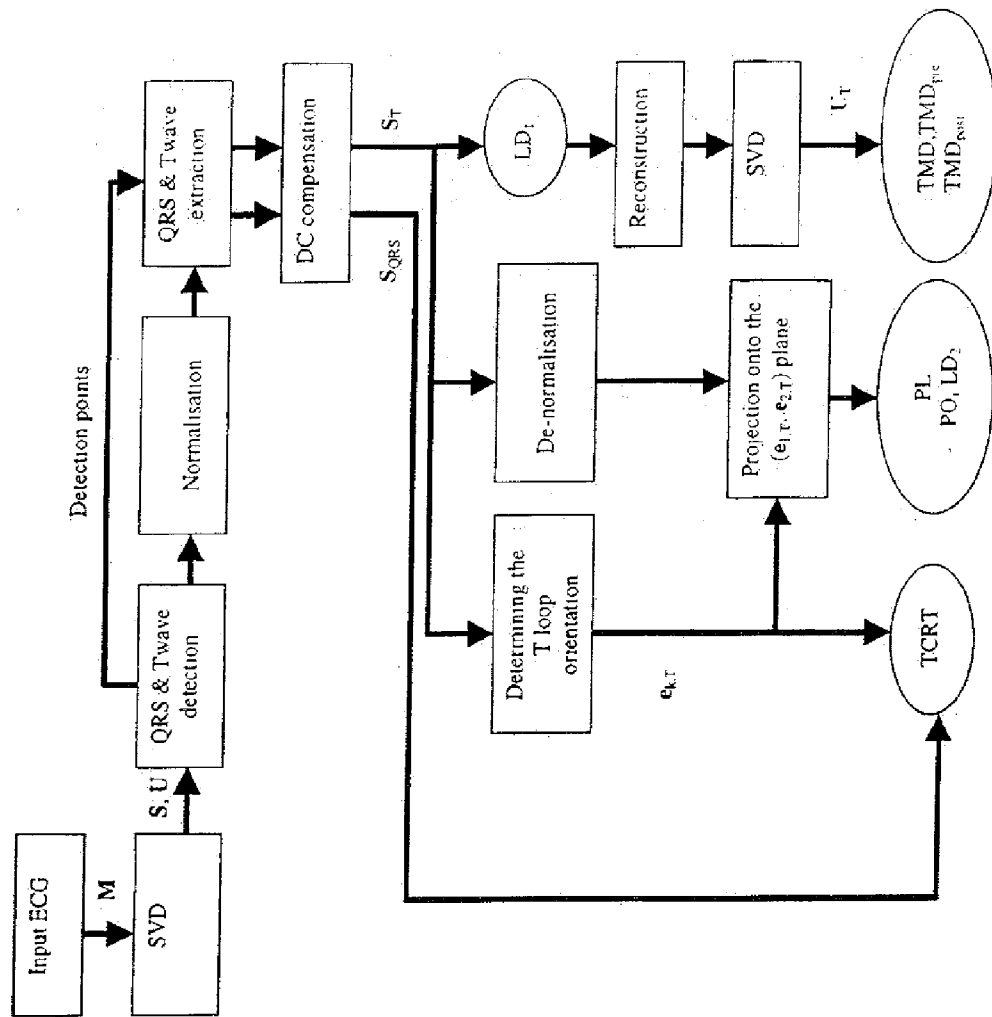 Input ECG
M
SVD
S, U
QRS & Twave
detection
Detection points
Normalisation
QRS & Twave
extraction
DC compensation
S_QRS
S_T
Determining the
T loop
orientation
De-normalisation
LD_1
Reconstruction
SVD
U_T
e_k,T
Projection onto the
(e_1,T, e_2,T) plane
TCRT
PL
PO, LD_2
TMD, TMD_pre
TMD_post